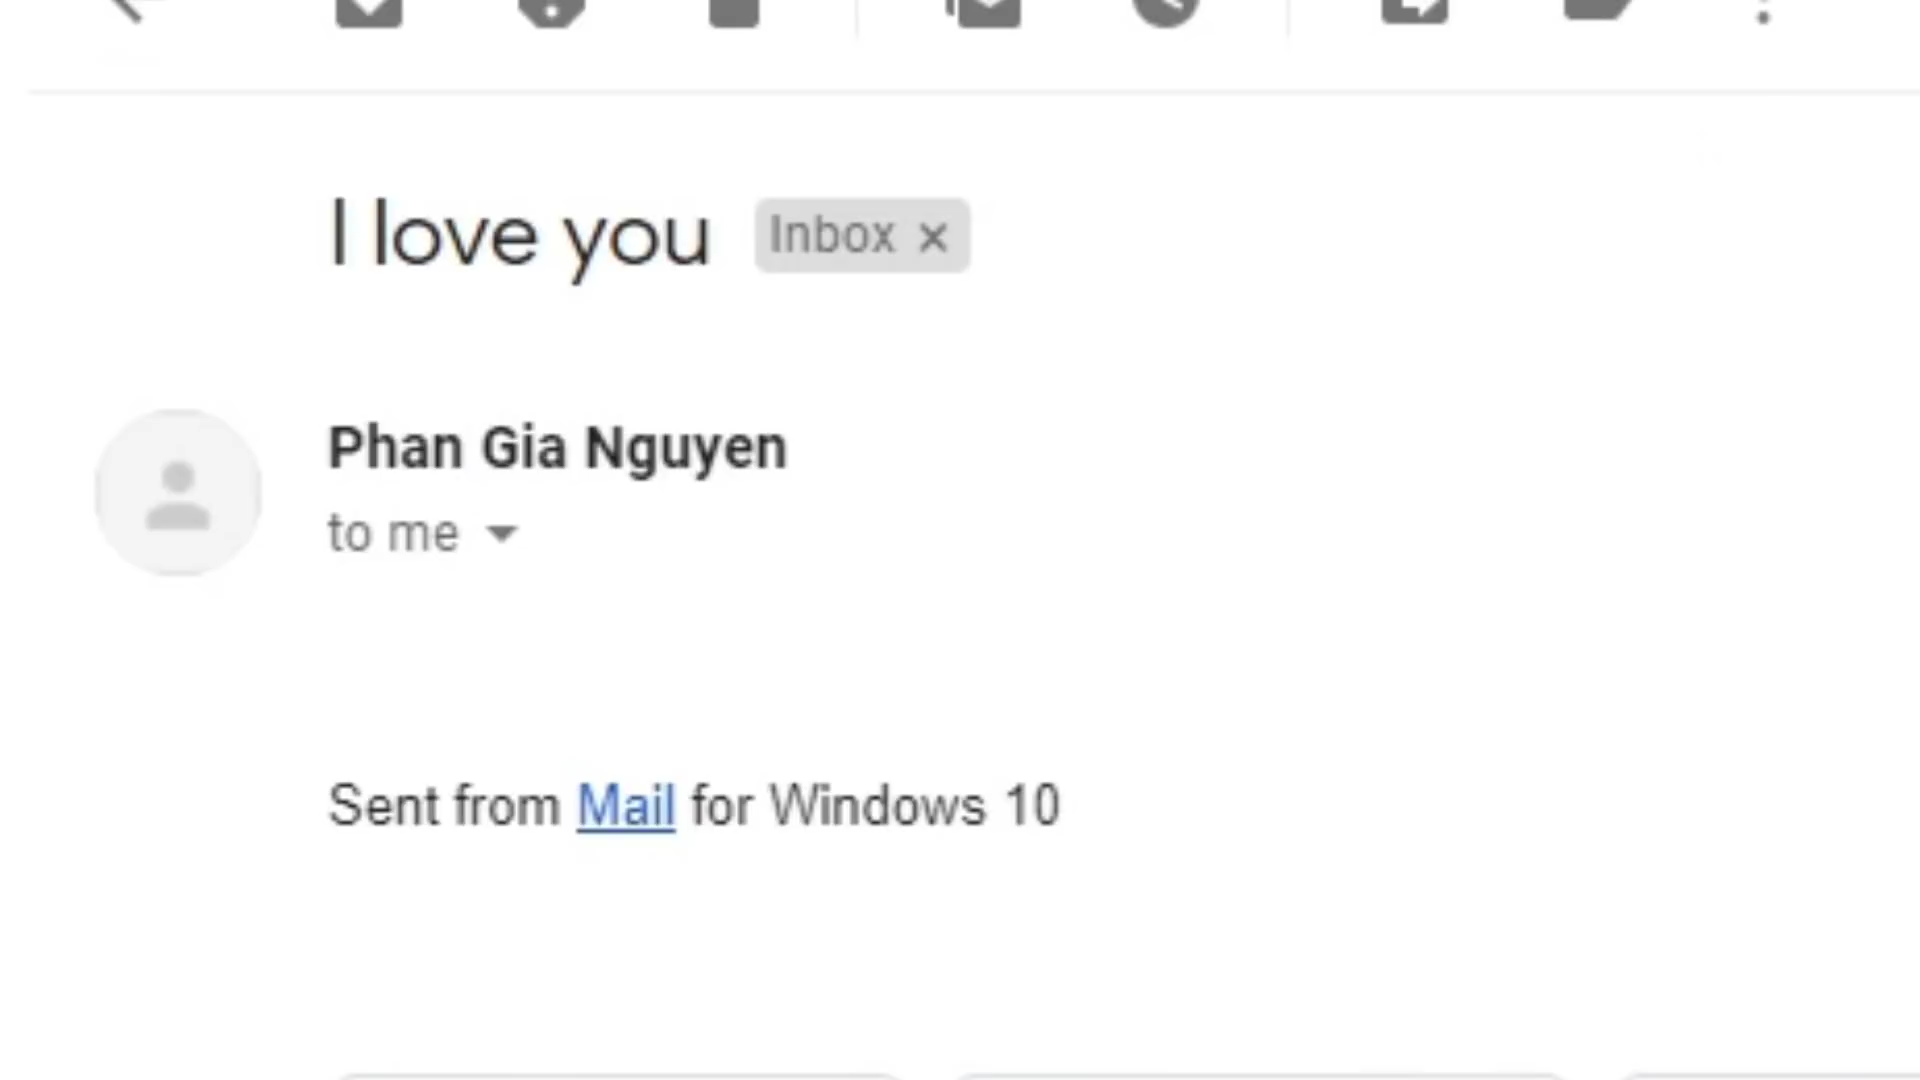 I love you Inbox ×
Phan Gia Nguyen
to me
Sent from Mail for Windows 10